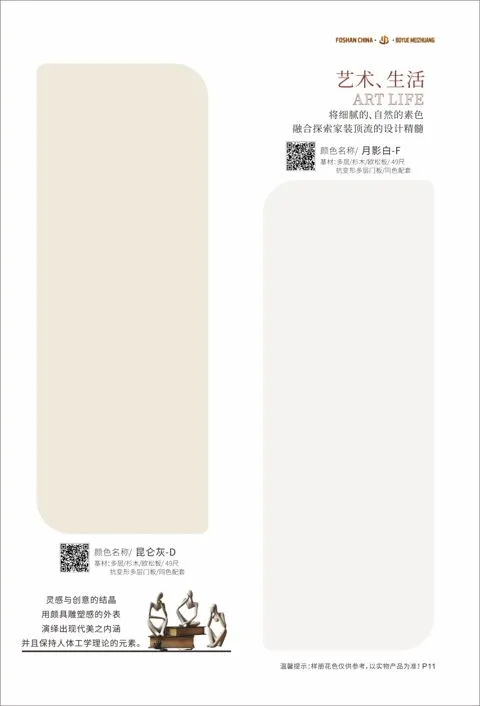 FOSHAN CHINA · BOYUE MEIZHUANG
艺术、生活
ART LIFE
将细腻的、自然的素色
融合探索家装顶流的设计精髓
颜色名称/ 月影白-F
基材:多层/杉木/欧松板/ 49尺
抗变形多层门板/同色配套
颜色名称/ 昆仑灰-D
基材:多层/杉木/欧松板/ 49尺
抗变形多层门板/同色配套
灵感与创意的结晶
用颇具雕塑感的外表
演绎出现代美之内涵
并且保持人体工学理论的元素。
温馨提示:样册花色仅供参考,以实物产品为准! P11